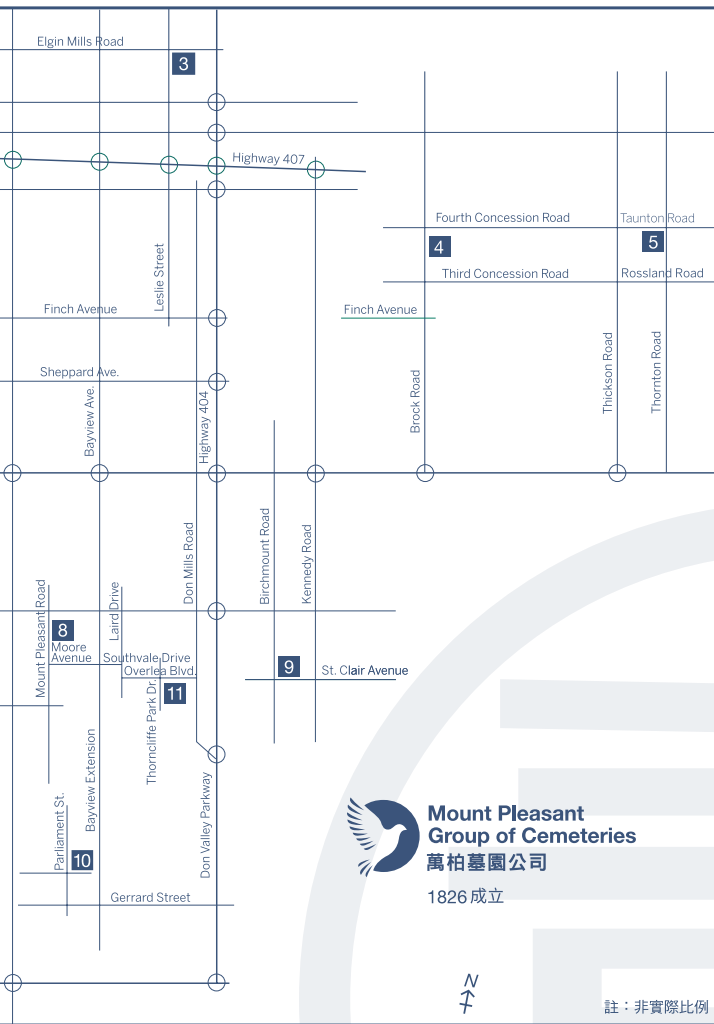 Elgin Mills Road
3
Highway 407
Fourth Concession Road
Taunton Road
4
5
Third Concession Road
Rossland Road
Leslie Street
Finch Avenue
Finch Avenue
Sheppard Ave.
Bayview Ave.
Highway 404
Brock Road
Thickson Road
Thornton Road
Don Mills Road
Birchmount Road
Kennedy Road
Mount Pleasant Road
8
Laird Drive
Moore
Avenue
Southvale Drive
Overlea Blvd.
11
Thorncliffe Park Dr.
9
St. Clair Avenue
Bayview Extension
Parliament St.
10
Don Valley Parkway
Gerrard Street
Mount Pleasant
Group of Cemeteries
萬柏墓園公司
1826 成立
N
註：非實際比例